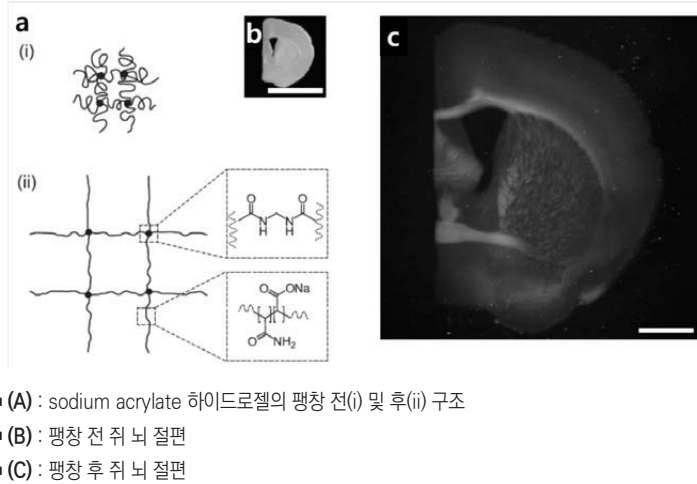 a
(i)
b
c
(ii)
O
O
N
H
N
H
ONa
O
O
NH₂
(A) : sodium acrylate 하이드로젤의 팽창 전(i) 및 후(ii) 구조
(B) : 팽창 전 쥐 뇌 절편
(C) : 팽창 후 쥐 뇌 절편